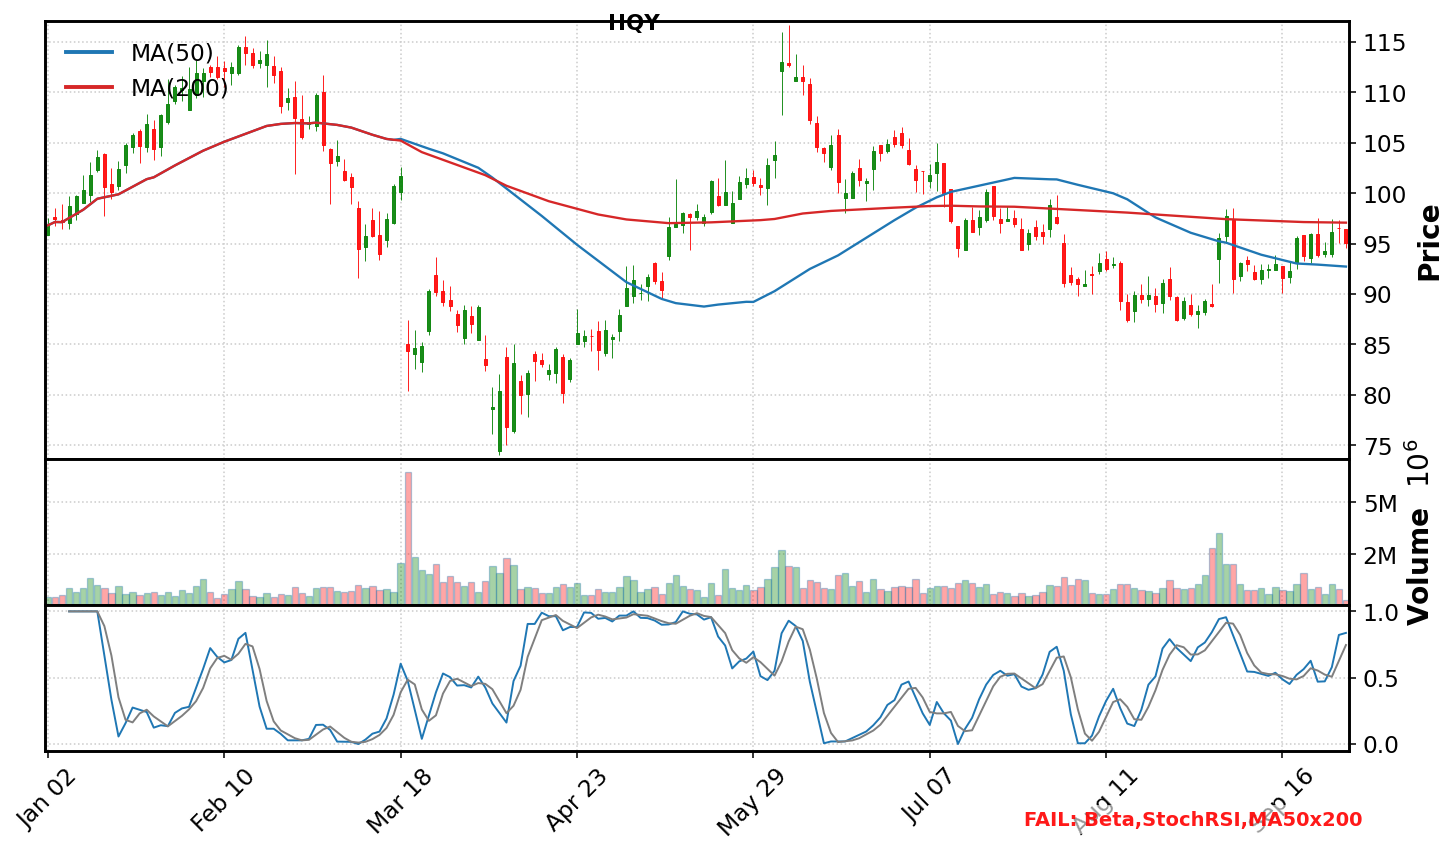 HQY
MA(50)
MA(200)
115
110
105
100
95
90
85
80
75
Price
5M
2M
Volume 10^6
1.0
0.5
0.0
Jan 02
Feb 10
Mar 18
Apr 23
May 29
Jul 07
Aug 11
Sep 16
FAIL: Beta,StochRSI,MA50x200